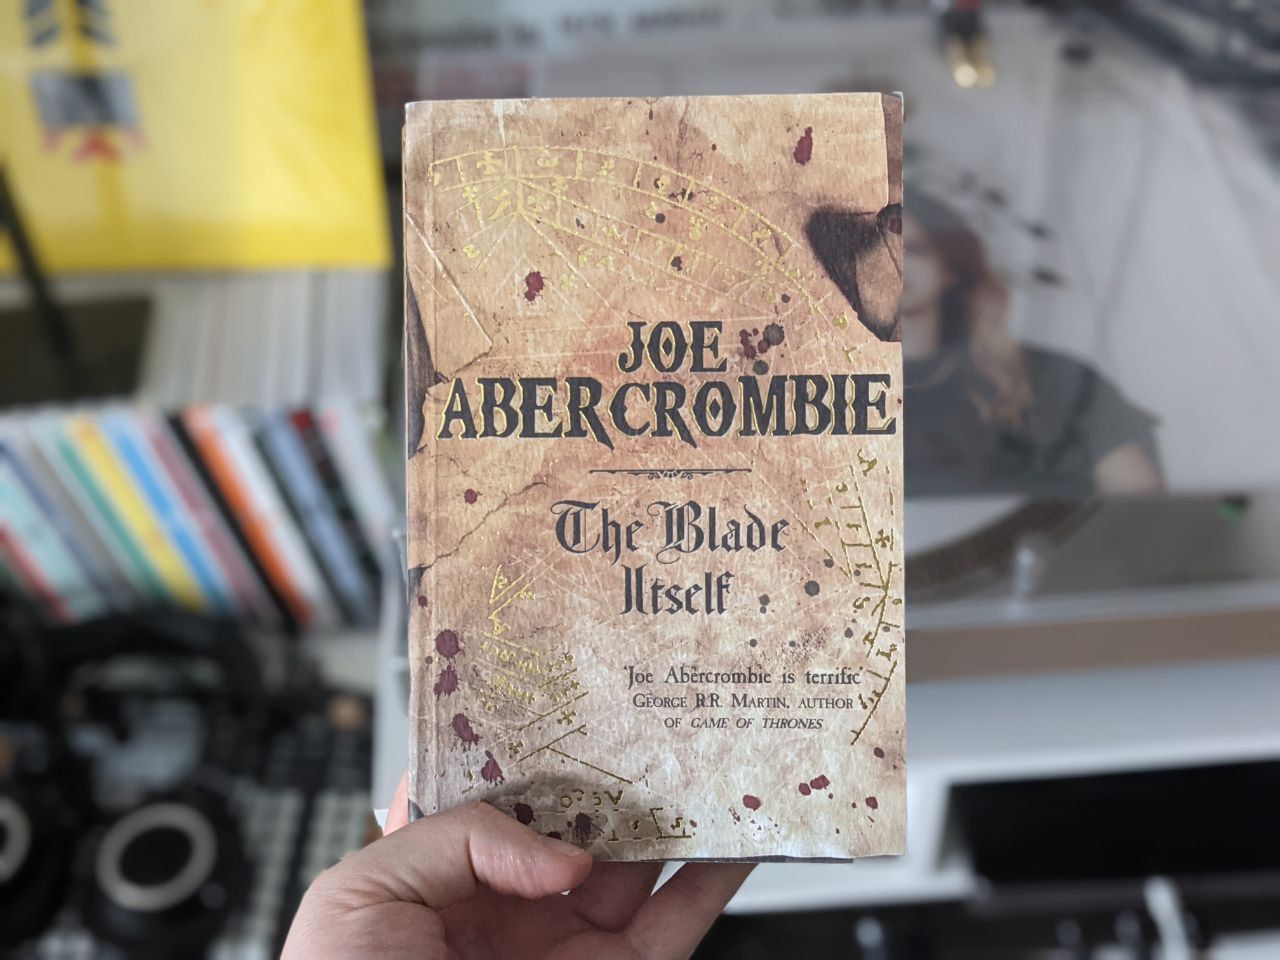 JOE
ABERCROMBIE
The Blade
Itself
'Joe Abercrombie is terrific'
GEORGE R.R. MARTIN, AUTHOR
OF GAME OF THRONES